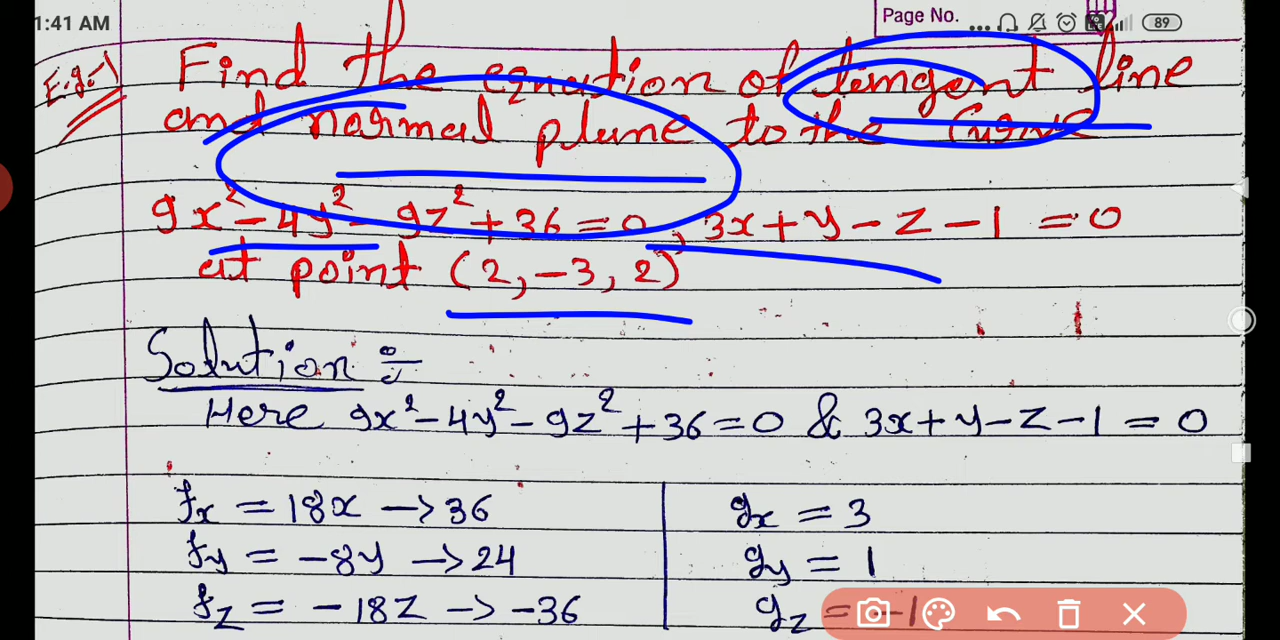 1:41 AM
Page No. ... 89
E.g.-1 Find the equation of tangent line
and normal plane to the curve
9x² - 4y² - 9z² + 36 = 0, 3x + y - z - 1 = 0
at point (2, -3, 2)
Solution ÷
Here 9x² - 4y² - 9z² + 36 = 0 & 3x + y - z - 1 = 0
fx = 18x -> 36
gx = 3
fy = -8y -> 24
gy = 1
fz = -18z -> -36
gz = -1